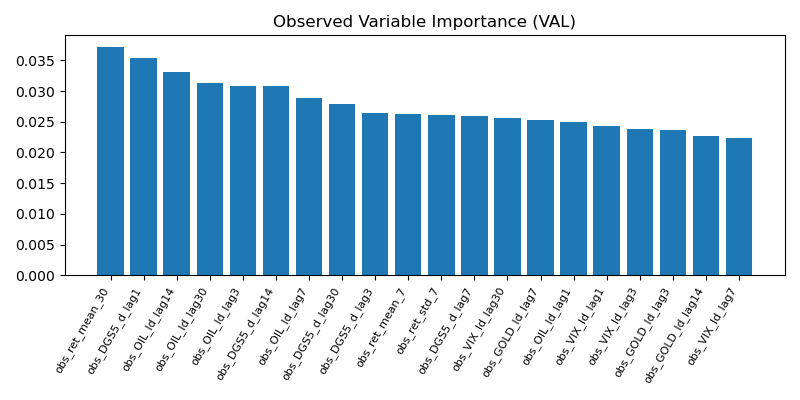 Observed Variable Importance (VAL)
0.035
0.030
0.025
0.020
0.015
0.010
0.005
0.000
obs_ret_mean_30
obs_DGS5_d_lag1
obs_OIL_ld_lag14
obs_OIL_ld_lag30
obs_OIL_ld_lag3
obs_DGS5_d_lag14
obs_OIL_ld_lag7
obs_DGS5_d_lag30
obs_DGS5_d_lag3
obs_ret_mean_7
obs_ret_std_7
obs_DGS5_d_lag7
obs_VIX_ld_lag30
obs_GOLD_ld_lag7
obs_OIL_ld_lag1
obs_VIX_ld_lag1
obs_VIX_ld_lag3
obs_GOLD_ld_lag3
obs_GOLD_ld_lag14
obs_VIX_ld_lag7